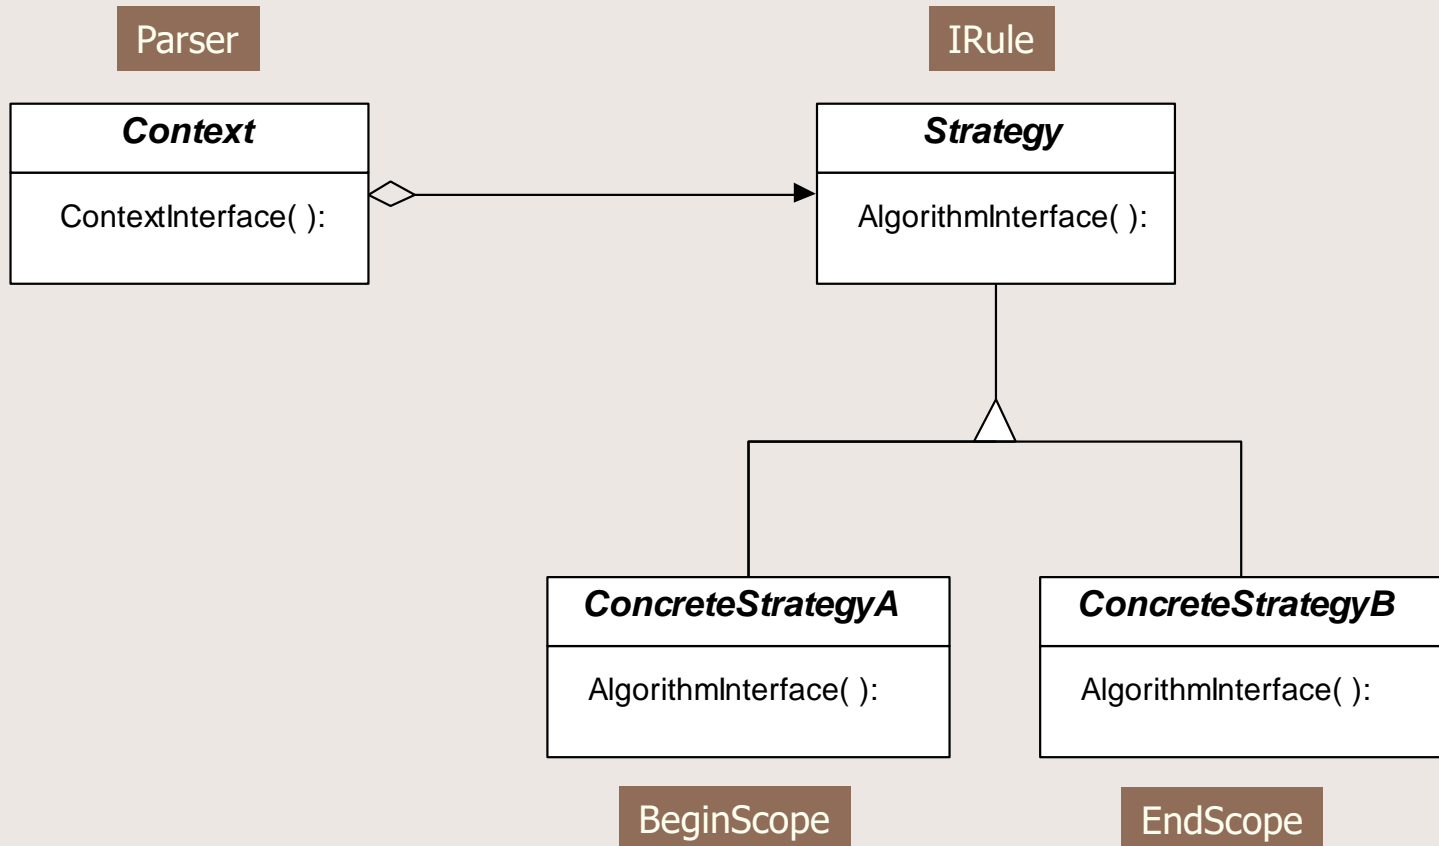 Parser
IRule
Context
ContextInterface( ):
Strategy
AlgorithmInterface( ):
ConcreteStrategyA
AlgorithmInterface( ):
ConcreteStrategyB
AlgorithmInterface( ):
BeginScope
EndScope